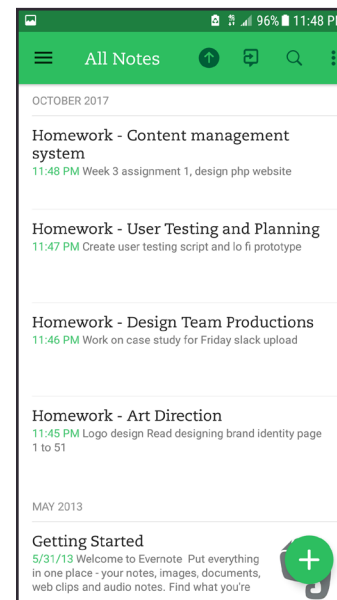 96% 11:48 P
All Notes
OCTOBER 2017
Homework - Content management
system
11:48 PM Week 3 assignment 1, design php website
Homework - User Testing and Planning
11:47 PM Create user testing script and lo fi prototype
Homework - Design Team Productions
11:46 PM Work on case study for Friday slack upload
Homework - Art Direction
11:45 PM Logo design Read designing brand identity page
1 to 51
MAY 2013
Getting Started
5/31/13 Welcome to Evernote Put everything
in one place - your notes, images, documents,
web clips and audio notes. Find what you're